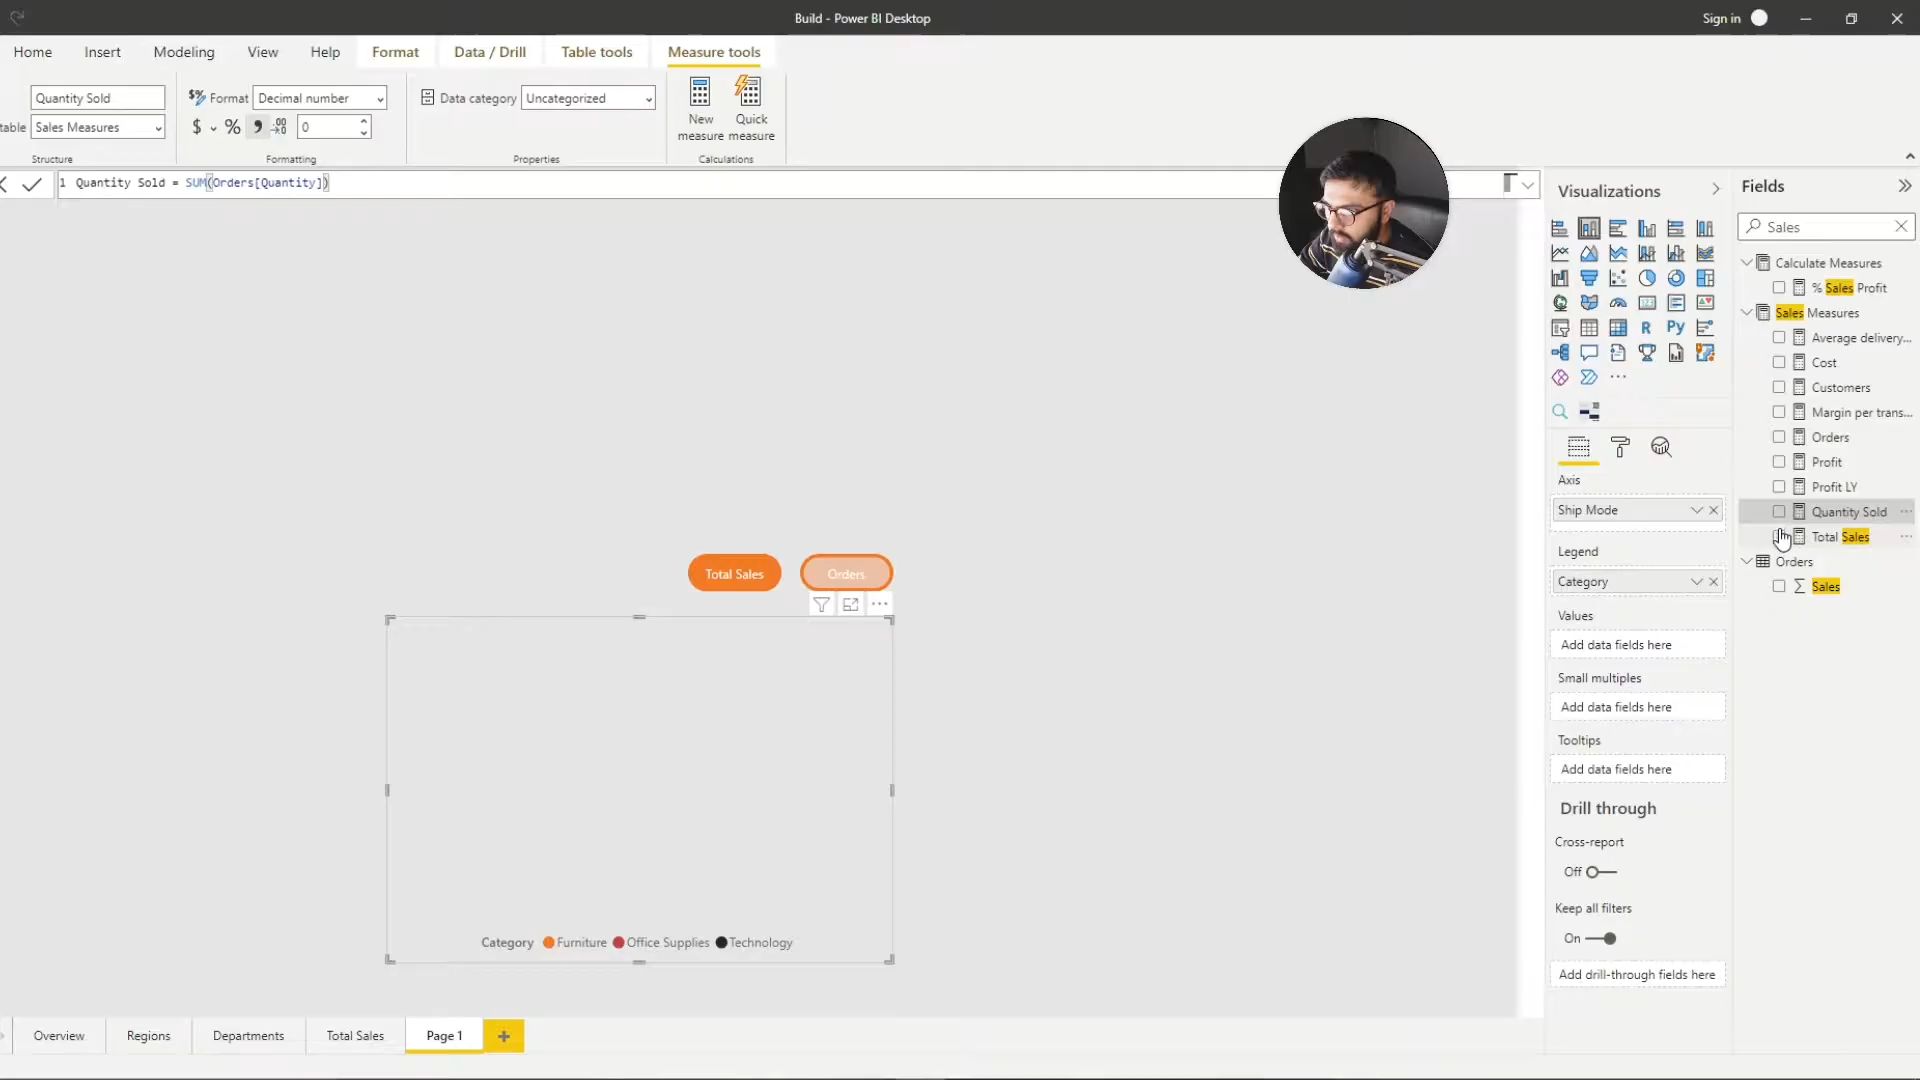 Build - Power BI Desktop
Sign in
Home
Insert
Modeling
View
Help
Format
Data / Drill
Table tools
Measure tools
Quantity Sold
table
Sales Measures
Structure
Format
Decimal number
$
%
0
Formatting
Data category
Uncategorized
Properties
New
measure
Quick
measure
Calculations
1 Quantity Sold = SUM(Orders[Quantity])
Total Sales
Orders
Category Furniture Office Supplies Technology
Visualizations
R
Py
Axis
Ship Mode
Legend
Category
Values
Add data fields here
Small multiples
Add data fields here
Tooltips
Add data fields here
Drill through
Cross-report
Off
Keep all filters
On
Add drill-through fields here
Fields
Sales
Calculate Measures
% Sales Profit
Sales Measures
Average delivery...
Cost
Customers
Margin per trans...
Orders
Profit
Profit LY
Quantity Sold
Total Sales
Orders
Sales
Overview
Regions
Departments
Total Sales
Page 1